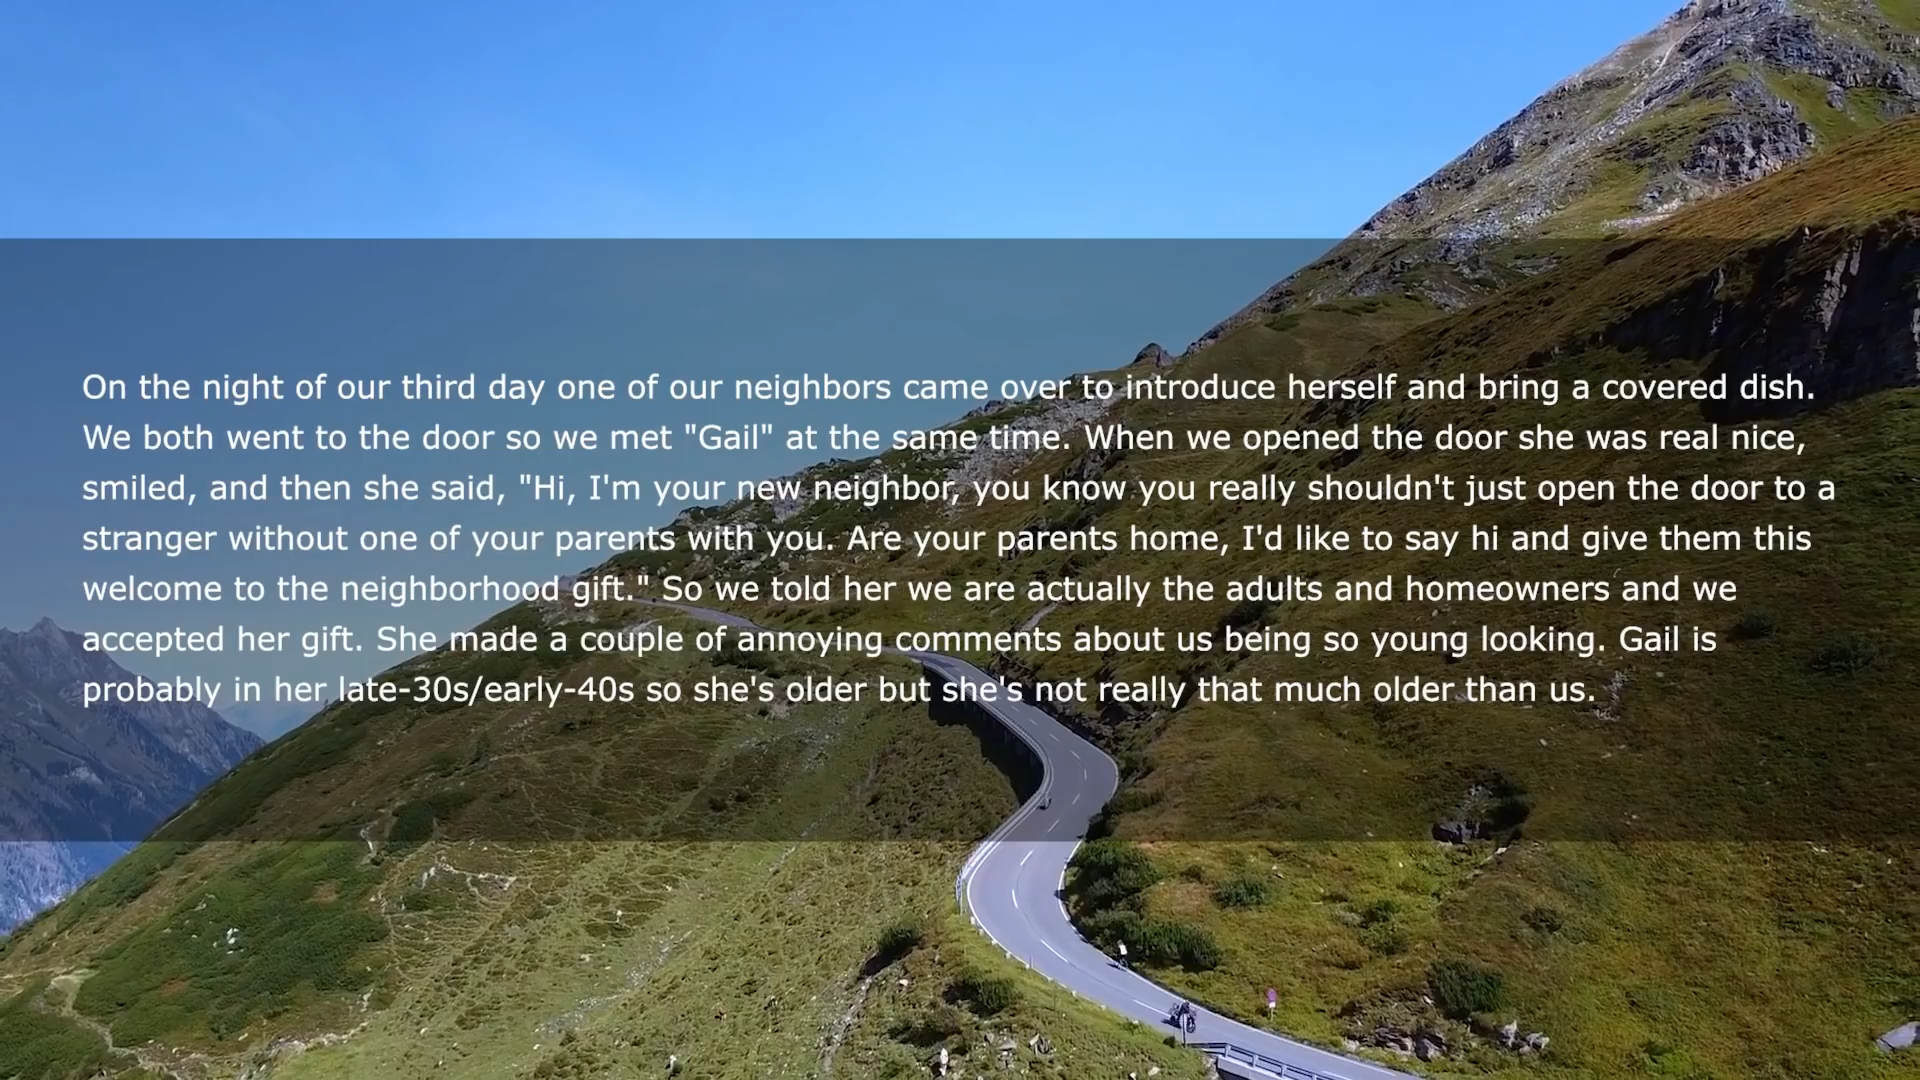 On the night of our third day one of our neighbors came over to introduce herself and bring a covered dish.
We both went to the door so we met "Gail" at the same time. When we opened the door she was real nice,
smiled, and then she said, "Hi, I'm your new neighbor, you know you really shouldn't just open the door to a
stranger without one of your parents with you. Are your parents home, I'd like to say hi and give them this
welcome to the neighborhood gift." So we told her we are actually the adults and homeowners and we
accepted her gift. She made a couple of annoying comments about us being so young looking. Gail is
probably in her late-30s/early-40s so she's older but she's not really that much older than us.